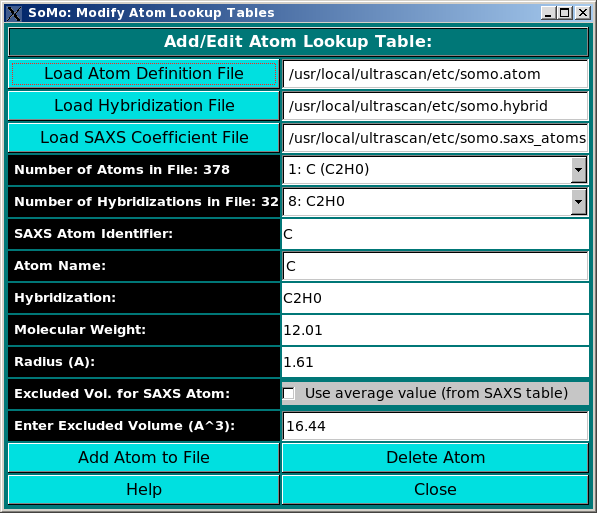 SoMo: Modify Atom Lookup Tables
Add/Edit Atom Lookup Table:
Load Atom Definition File /usr/local/ultrascan/etc/somo.atom
Load Hybridization File /usr/local/ultrascan/etc/somo.hybrid
Load SAXS Coefficient File /usr/local/ultrascan/etc/somo.saxs_atoms
Number of Atoms in File: 378 1: C (C2H0)
Number of Hybridizations in File: 32 8: C2H0
SAXS Atom Identifier: C
Atom Name: C
Hybridization: C2H0
Molecular Weight: 12.01
Radius (A): 1.61
Excluded Vol. for SAXS Atom: Use average value (from SAXS table)
Enter Excluded Volume (A^3): 16.44
Add Atom to File Delete Atom
Help Close